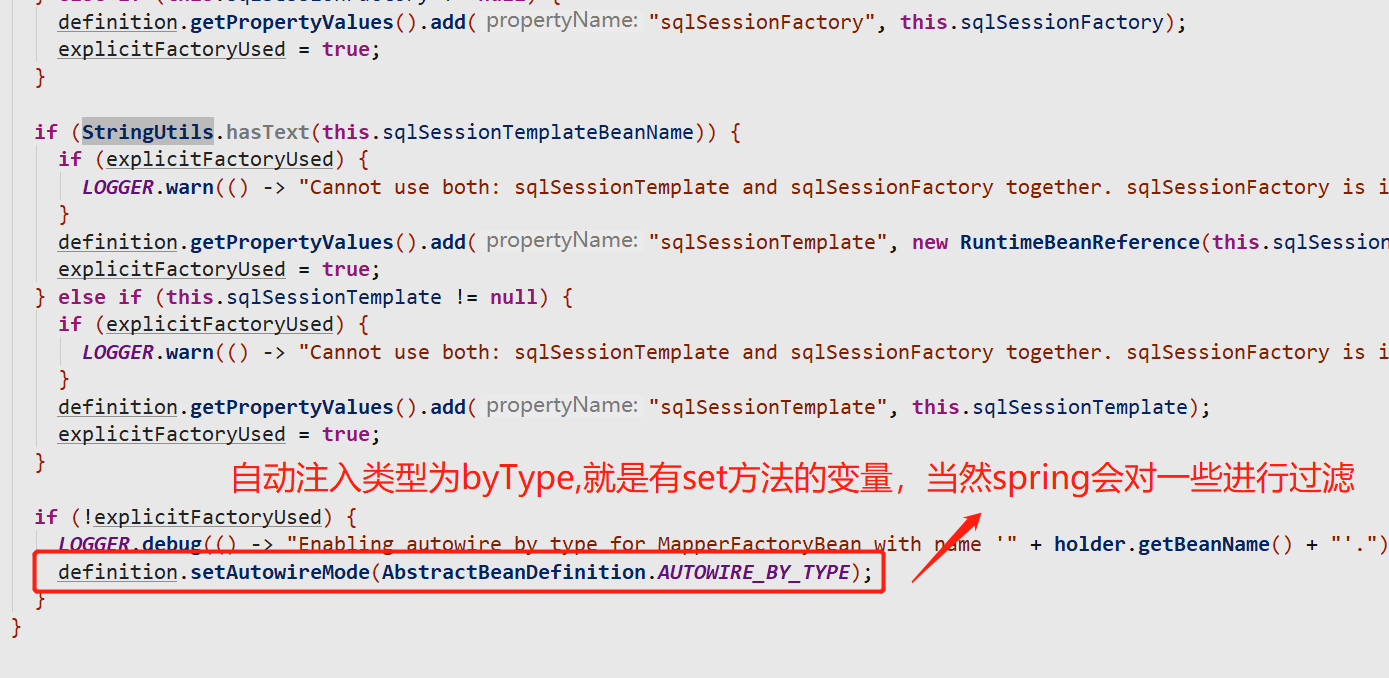 definition.getPropertyValues().add( propertyName: "sqlSessionFactory", this.sqlSessionFactory);
explicitFactoryUsed = true;
}
if (StringUtils.hasText(this.sqlSessionTemplateBeanName)) {
if (explicitFactoryUsed) {
LOGGER.warn(() -> "Cannot use both: sqlSessionTemplate and sqlSessionFactory together. sqlSessionFactory is i
}
definition.getPropertyValues().add( propertyName: "sqlSessionTemplate", new RuntimeBeanReference(this.sqlSession
explicitFactoryUsed = true;
} else if (this.sqlSessionTemplate != null) {
if (explicitFactoryUsed) {
LOGGER.warn(() -> "Cannot use both: sqlSessionTemplate and sqlSessionFactory together. sqlSessionFactory is i
}
definition.getPropertyValues().add( propertyName: "sqlSessionTemplate", this.sqlSessionTemplate);
explicitFactoryUsed = true;
}
自动注入类型为byType,就是有set方法的变量，当然spring会对一些进行过滤
if (!explicitFactoryUsed) {
LOGGER.debug(() -> "Enabling autowire by type for MapperFactoryBean with name '" + holder.getBeanName() + "'.")
definition.setAutowireMode(AbstractBeanDefinition.AUTOWIRE_BY_TYPE);
}
}